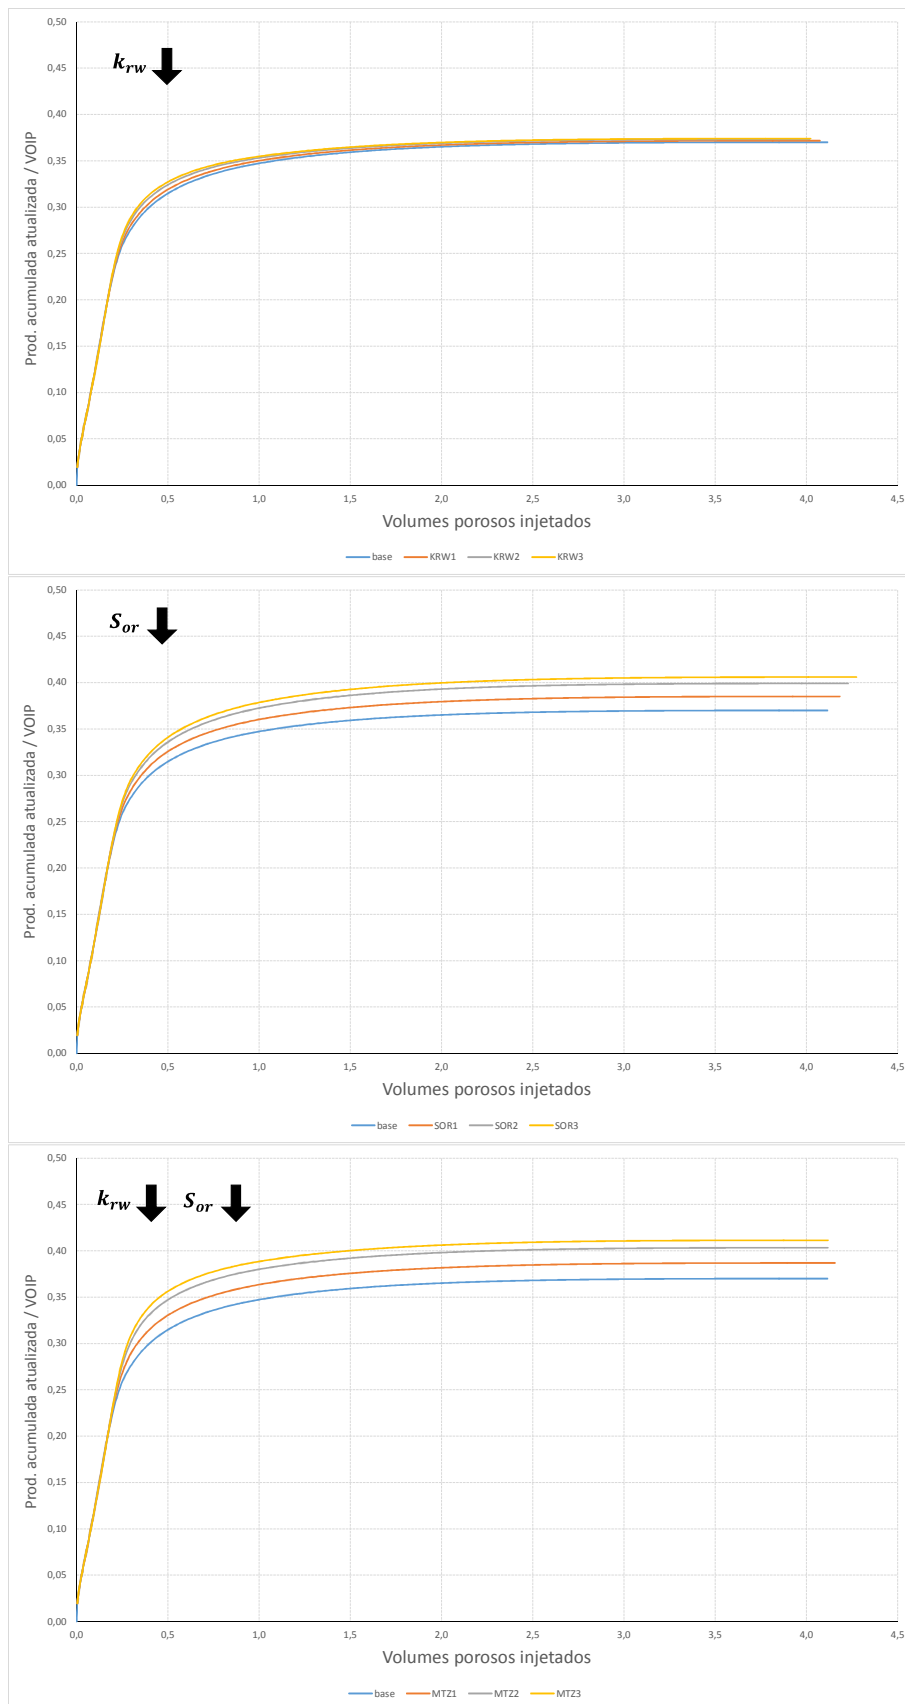 0,50
0,45
0,40
0,35
0,30
0,25
0,20
0,15
0,10
0,05
0,00
Prod. acumulada atualizada / VOIP
k_rw
0,0 0,5 1,0 1,5 2,0 2,5 3,0 3,5 4,0 4,5
Volumes porosos injetados
base KRW1 KRW2 KRW3
0,50
0,45
0,40
0,35
0,30
0,25
0,20
0,15
0,10
0,05
0,00
Prod. acumulada atualizada / VOIP
S_or
0,0 0,5 1,0 1,5 2,0 2,5 3,0 3,5 4,0 4,5
Volumes porosos injetados
base SOR1 SOR2 SOR3
0,50
0,45
0,40
0,35
0,30
0,25
0,20
0,15
0,10
0,05
0,00
Prod. acumulada atualizada / VOIP
k_rw S_or
0,0 0,5 1,0 1,5 2,0 2,5 3,0 3,5 4,0 4,5
Volumes porosos injetados
base MTZ1 MTZ2 MTZ3